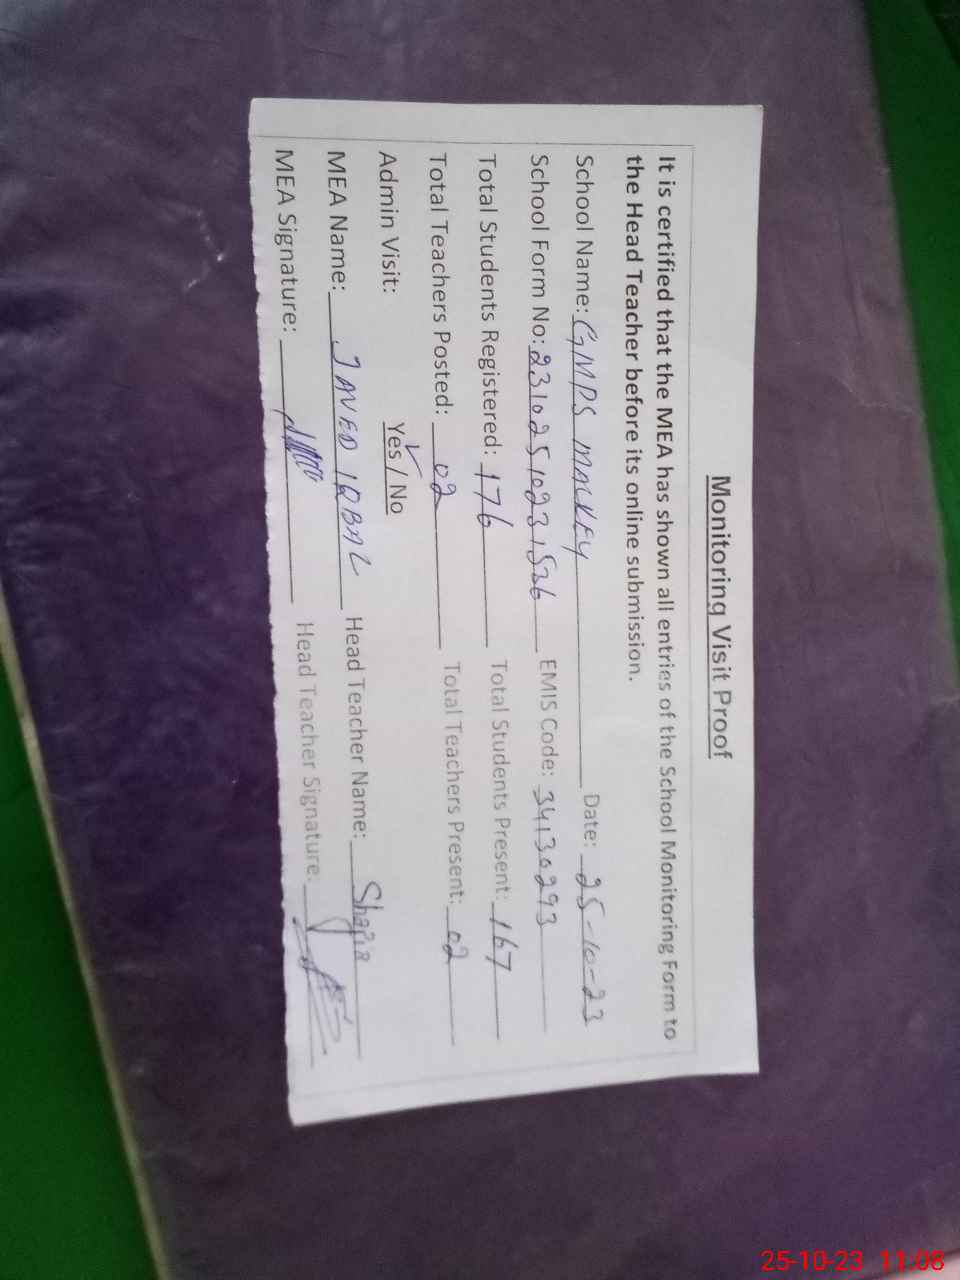 Monitoring Visit Proof
It is certified that the MEA has shown all entries of the School Monitoring Form to
the Head Teacher before its online submission.
School Name: GMPS MACKEY Date: 25-10-23
School Form No: 23102510231526 EMIS Code: 34130293
Total Students Registered: 176 Total Students Present: 167
Total Teachers Posted: 02 Total Teachers Present: 02
Admin Visit: Yes / No
MEA Name: JAVED IQBAL Head Teacher Name:
MEA Signature: Head Teacher Signature:
25-10-23 11:08